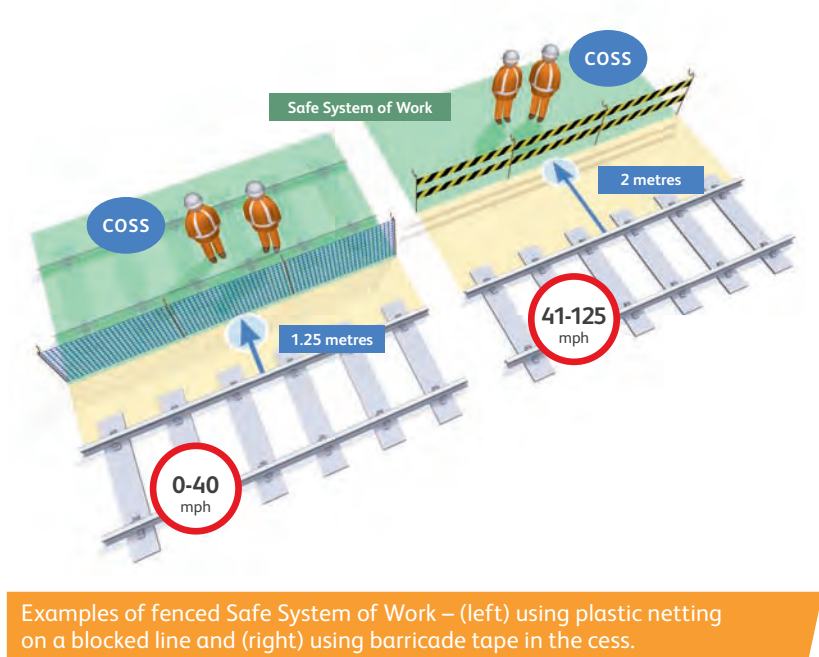 COSS
Safe System of Work
2 metres
COSS
41-125
mph
1.25 metres
0-40
mph
Examples of fenced Safe System of Work – (left) using plastic netting
on a blocked line and (right) using barricade tape in the cess.